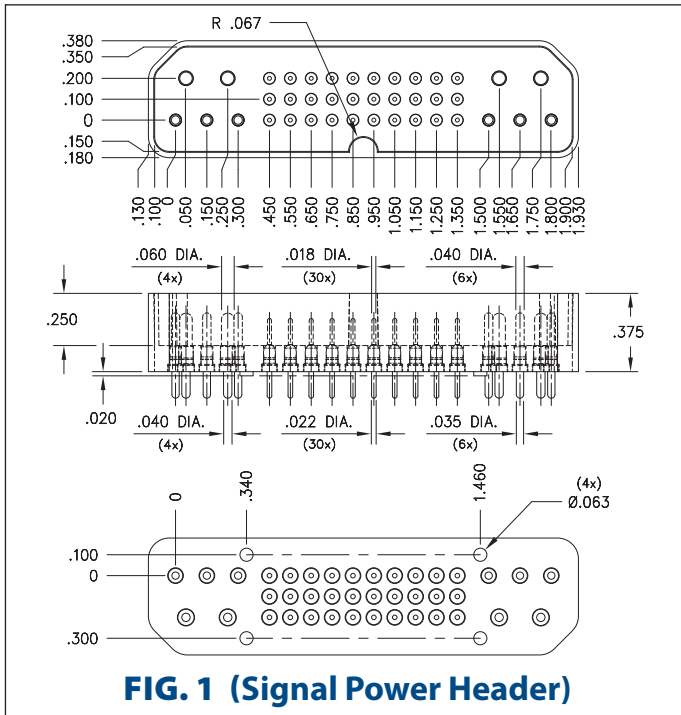 R .067
.380
.350
.200
.100
0
.150
.180
.130
.100
0
.050
.150
.250
.300
.450
.550
.650
.750
.850
.950
1.050
1.150
1.250
1.350
1.500
1.550
1.650
1.750
1.800
1.900
1.930
.060 DIA.
(4x)
.018 DIA.
(30x)
.040 DIA.
(6x)
.250
.375
.020
.040 DIA.
(4x)
.022 DIA.
(30x)
.035 DIA.
(6x)
0
.340
1.460
(4x)
Ø.063
.100
0
.300
FIG. 1 (Signal Power Header)